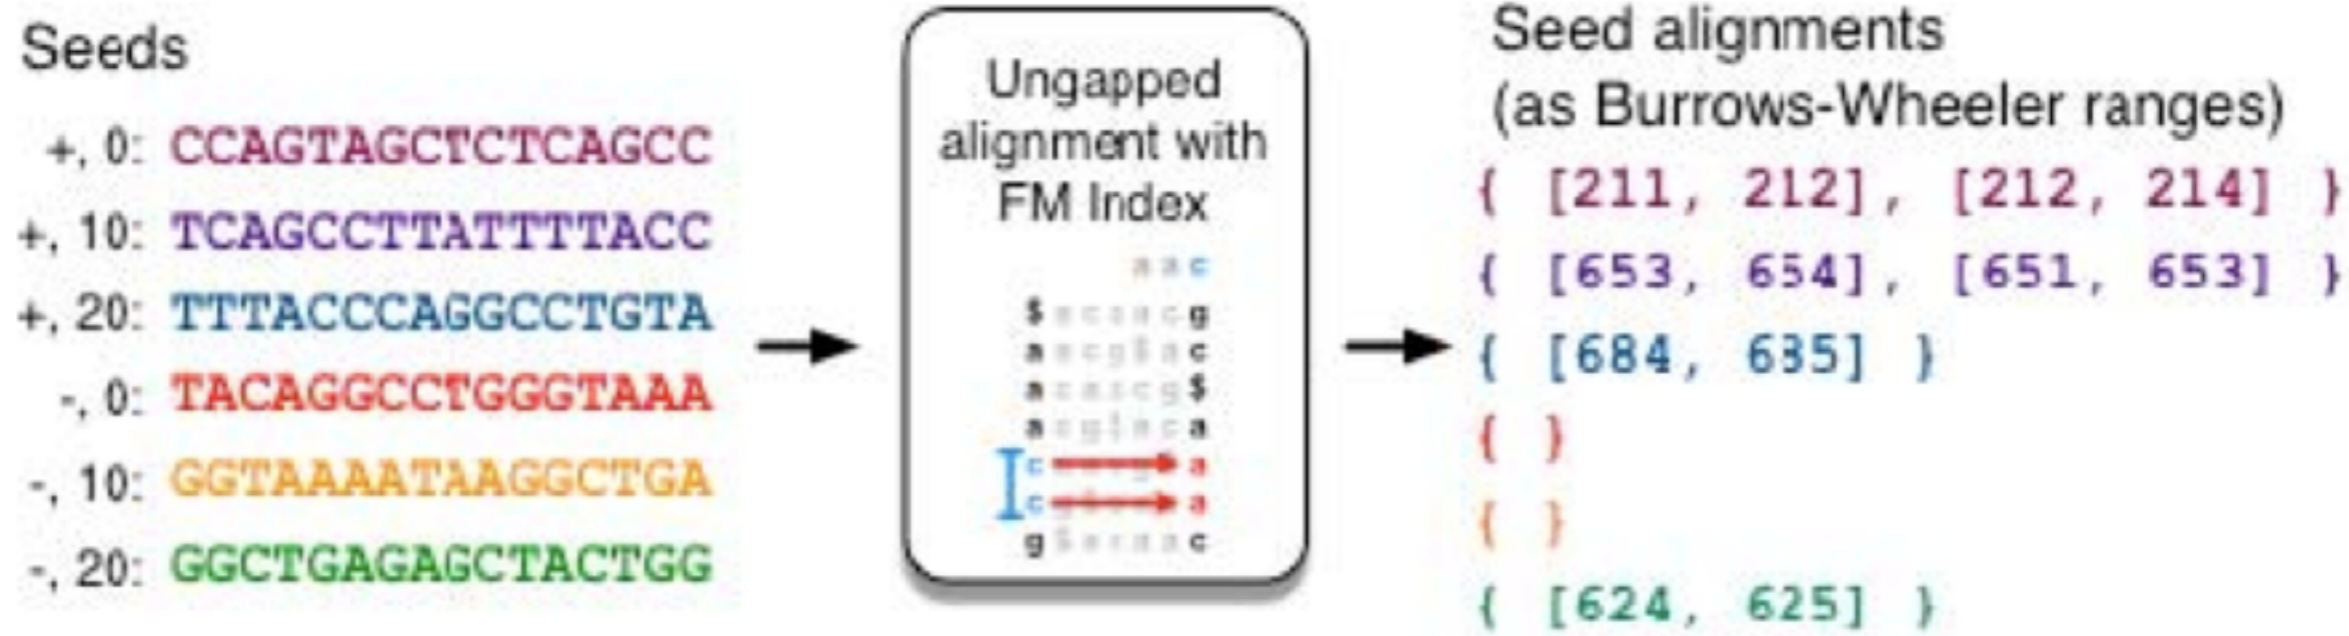 Seeds
+, 0: CCAGTAGCTCTCAGCC
+, 10: TCAGCCTTATTTTACC
+, 20: TTTACCCAGGCCTGTA
-, 0: TACAGGCCTGGGTAAA
-, 10: GGTAAAATAAGGCTGA
-, 20: GGCTGAGAGCTACTGG
Ungapped
alignment with
FM Index
a a c
$ a c a a c g
a a c g $ a c
a c a a c g $
a c g $ a c a
c a
c a
g $ a c a a c
Seed alignments
(as Burrows-Wheeler ranges)
{ [211, 212], [212, 214] }
{ [653, 654], [651, 653] }
{ [684, 685] }
{ }
{ }
{ [624, 625] }